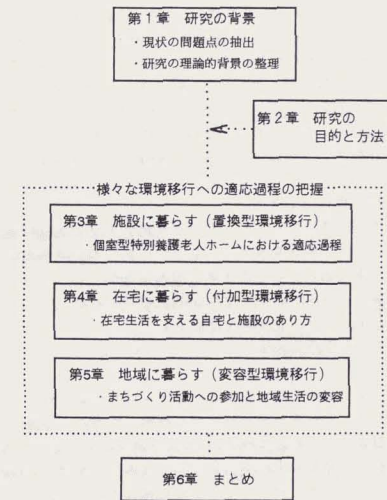 第1章 研究の背景
・現状の問題点の抽出
・研究の理論的背景の整理
第2章 研究の
目的と方法
様々な環境移行への適応過程の把握
第3章 施設に暮らす（置換型環境移行）
・個室型特別養護老人ホームにおける適応過程
第4章 在宅に暮らす（付加型環境移行）
・在宅生活を支える自宅と施設のあり方
第5章 地域に暮らす（変容型環境移行）
・まちづくり活動への参加と地域生活の変容
第6章 まとめ